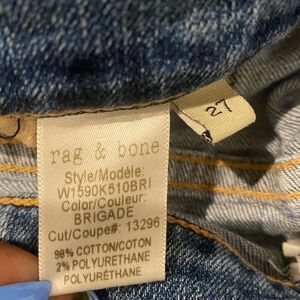 rag & bone
Style/Modèle:
W1590K510BRI
Color/Couleur:
BRIGADE
Cut/Coupe#: 13296
98% COTTON/COTON
2% POLYURETHANE
POLYURÉTHANE
27